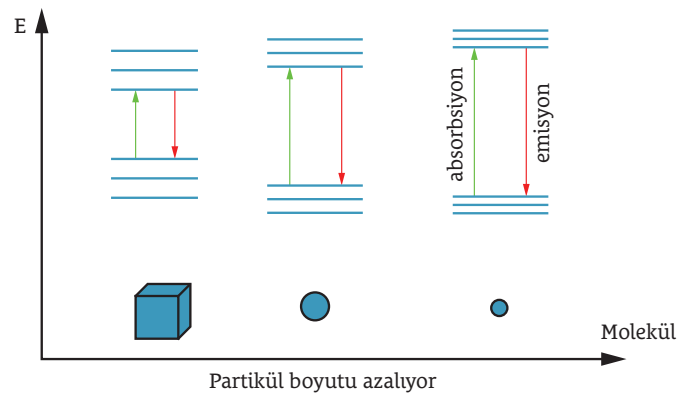 E
absorbsiyon
emisyon
Molekül
Partikül boyutu azalıyor